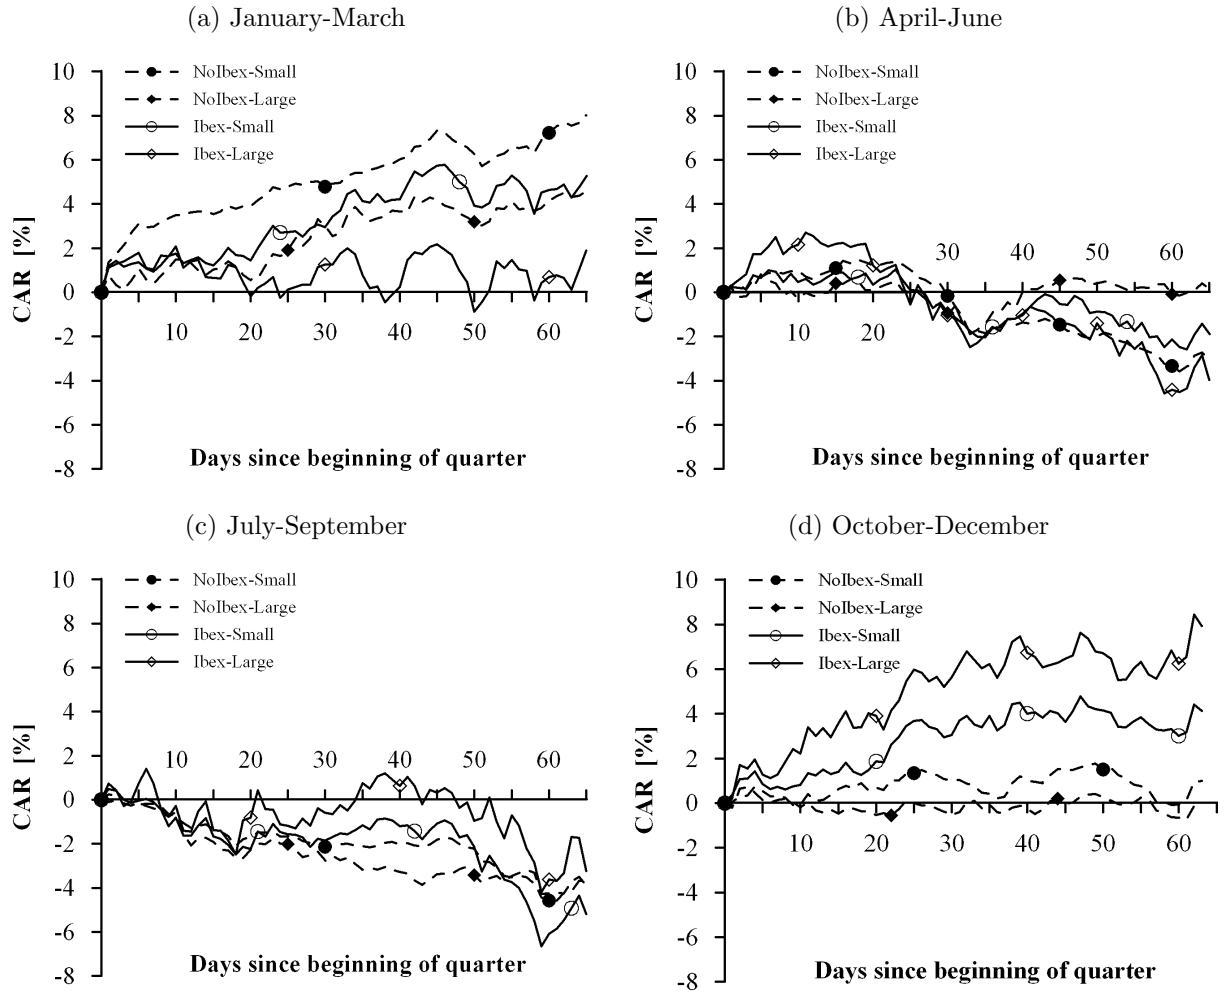 (a) January-March
10
8
6
4
2
0
-2
-4
-6
-8
CAR [%]
NoIbex-Small
NoIbex-Large
Ibex-Small
Ibex-Large
10 20 30 40 50 60
Days since beginning of quarter
(b) April-June
10
8
6
4
2
0
-2
-4
-6
-8
CAR [%]
NoIbex-Small
NoIbex-Large
Ibex-Small
Ibex-Large
30 40 50 60
10 20
Days since beginning of quarter
(c) July-September
10
8
6
4
2
0
-2
-4
-6
-8
CAR [%]
NoIbex-Small
NoIbex-Large
Ibex-Small
Ibex-Large
10 20 30 40 50 60
Days since beginning of quarter
(d) October-December
10
8
6
4
2
0
-2
-4
-6
-8
CAR [%]
NoIbex-Small
NoIbex-Large
Ibex-Small
Ibex-Large
10 20 30 40 50 60
Days since beginning of quarter